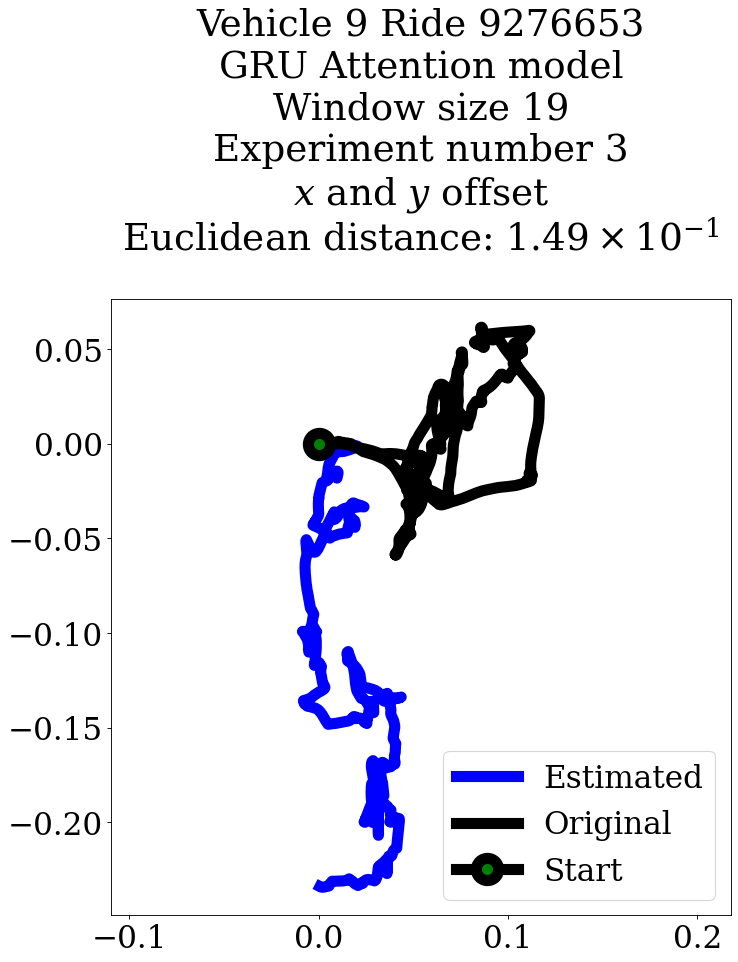 Vehicle 9 Ride 9276653
GRU Attention model
Window size 19
Experiment number 3
x and y offset
Euclidean distance: 1.49 × 10⁻¹
0.05
0.00
−0.05
−0.10
−0.15
−0.20
Estimated
Original
Start
−0.1
0.0
0.1
0.2